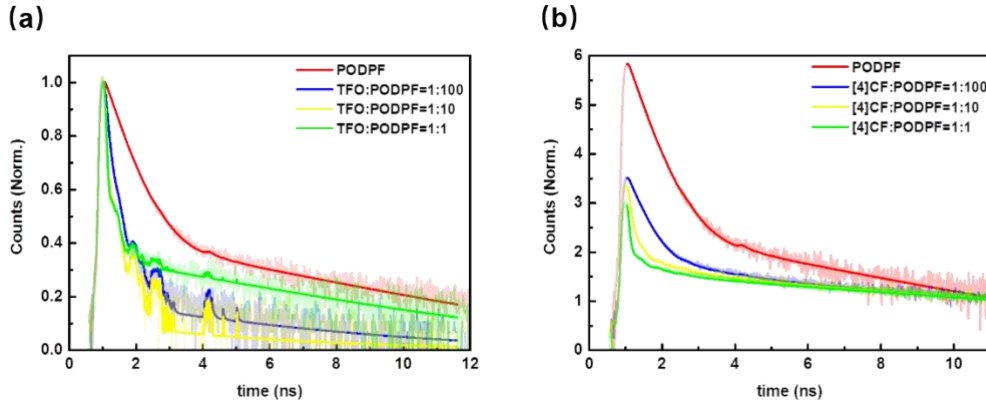 (a)
PODPF
TFO:PODPF=1:100
TFO:PODPF=1:10
TFO:PODPF=1:1
Counts (Norm.)
1.0
0.8
0.6
0.4
0.2
0.0
0 2 4 6 8 10 12
time (ns)
(b)
PODPF
[4]CF:PODPF=1:100
[4]CF:PODPF=1:10
[4]CF:PODPF=1:1
Counts (Norm.)
6
5
4
3
2
1
0
0 2 4 6 8 10
time (ns)